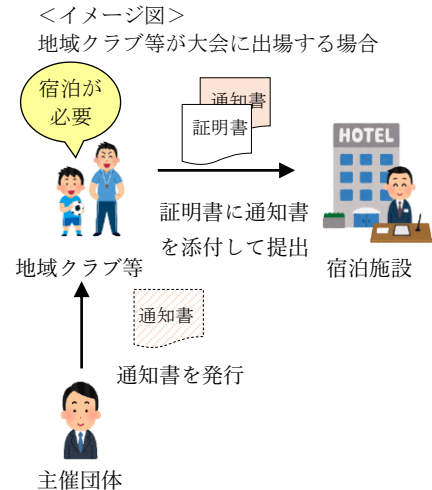 ＜イメージ図＞
地域クラブ等が大会に出場する場合
宿泊が
必要
通知書
証明書
HOTEL
証明書に通知書
を添付して提出
地域クラブ等
宿泊施設
通知書
通知書を発行
主催団体